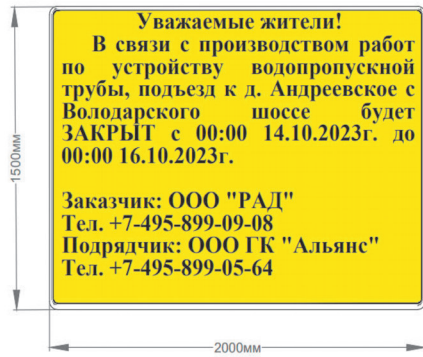 Уважаемые жители!
В связи с производством работ
по устройству водопропускной
трубы, подъезд к д. Андреевское с
Володарского шоссе будет
ЗАКРЫТ с 00:00 14.10.2023г. до
00:00 16.10.2023г.
Заказчик: ООО "РАД"
Тел. +7-495-899-09-08
Подрядчик: ООО ГК "Альянс"
Тел. +7-495-899-05-64
1500мм
2000мм